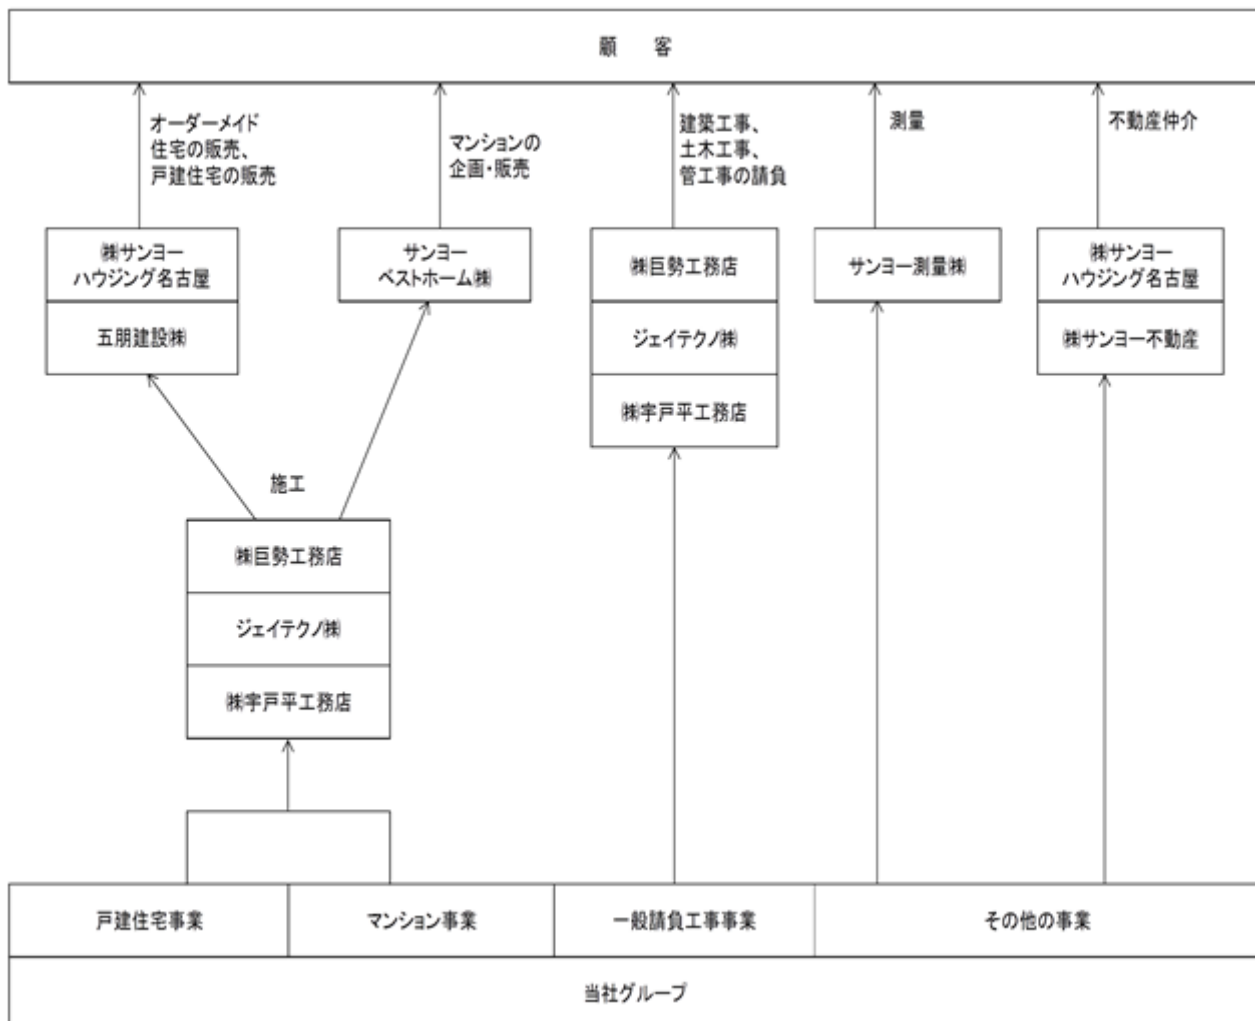 顧　客
オーダーメイド
住宅の販売、
戸建住宅の販売
マンションの
企画・販売
建築工事、
土木工事、
管工事の請負
測量
不動産仲介
㈱サンヨー
ハウジング名古屋
五朋建設㈱
サンヨー
ベストホーム㈱
㈱巨勢工務店
ジェイテクノ㈱
㈱宇戸平工務店
サンヨー測量㈱
㈱サンヨー
ハウジング名古屋
㈱サンヨー不動産
施工
㈱巨勢工務店
ジェイテクノ㈱
㈱宇戸平工務店
戸建住宅事業
マンション事業
一般請負工事事業
その他の事業
当社グループ